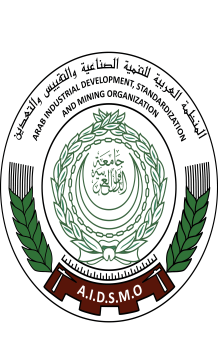 المنظمة العربية للتنمية الصناعية والتقييس والتعدين
ARAB INDUSTRIAL DEVELOPMENT, STANDARDIZATION
AND MINING ORGANIZATION
جامعة
الدول العربية
A.I.D.S.M.O